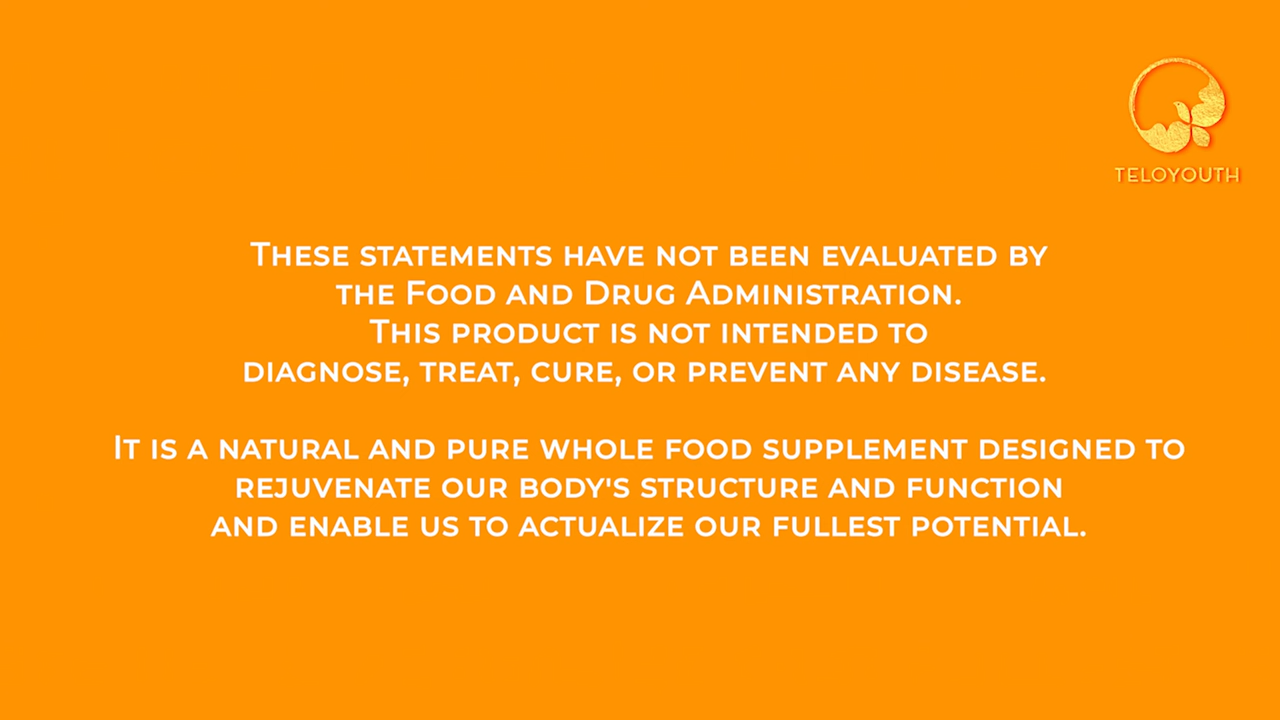 TELOYOUTH
These statements have not been evaluated by
the Food and Drug Administration.
This product is not intended to
diagnose, treat, cure, or prevent any disease.
It is a natural and pure whole food supplement designed to
rejuvenate our body's structure and function
and enable us to actualize our fullest potential.